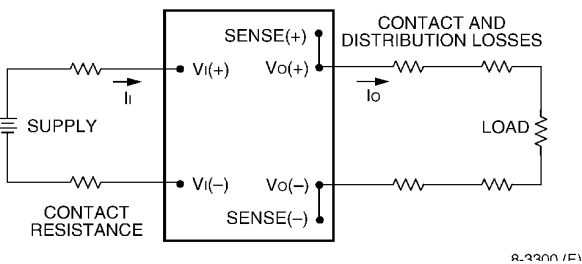 CONTACT AND
DISTRIBUTION LOSSES
SENSE(+)
VI(+)
VO(+)
II
IO
SUPPLY
LOAD
VI(–)
VO(–)
CONTACT
RESISTANCE
SENSE(–)
8-3300 (F)